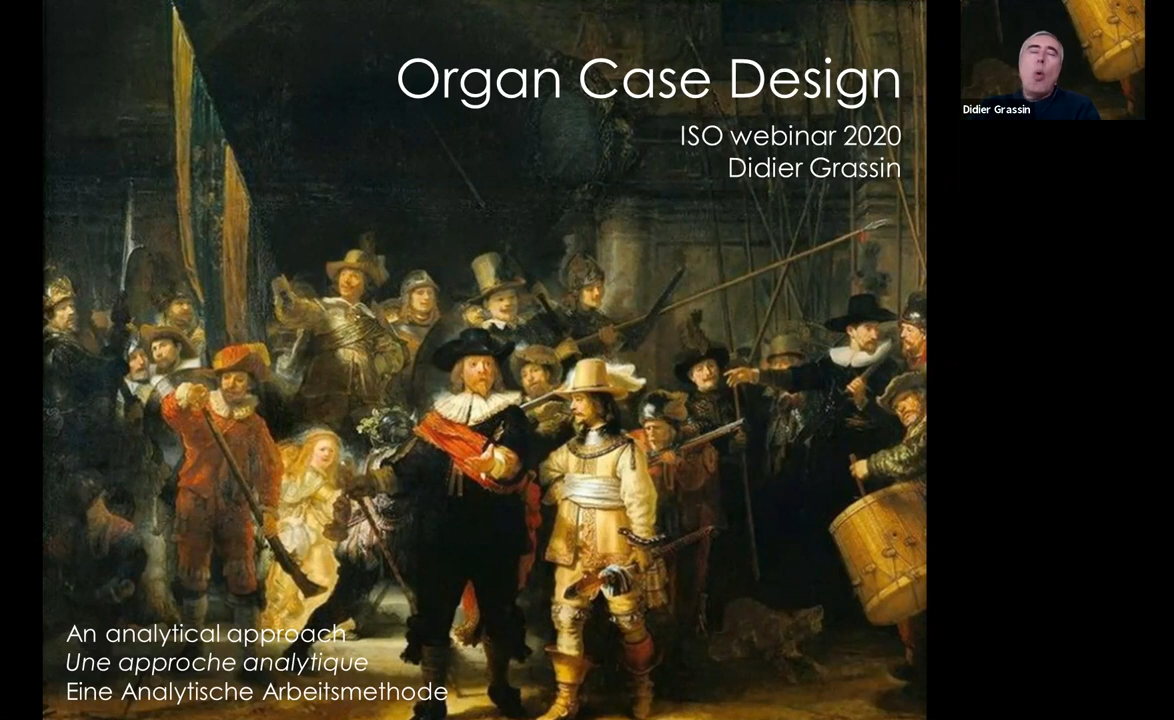 Organ Case Design
ISO webinar 2020
Didier Grassin
Didier Grassin
An analytical approach
Une approche analytique
Eine Analytische Arbeitsmethode